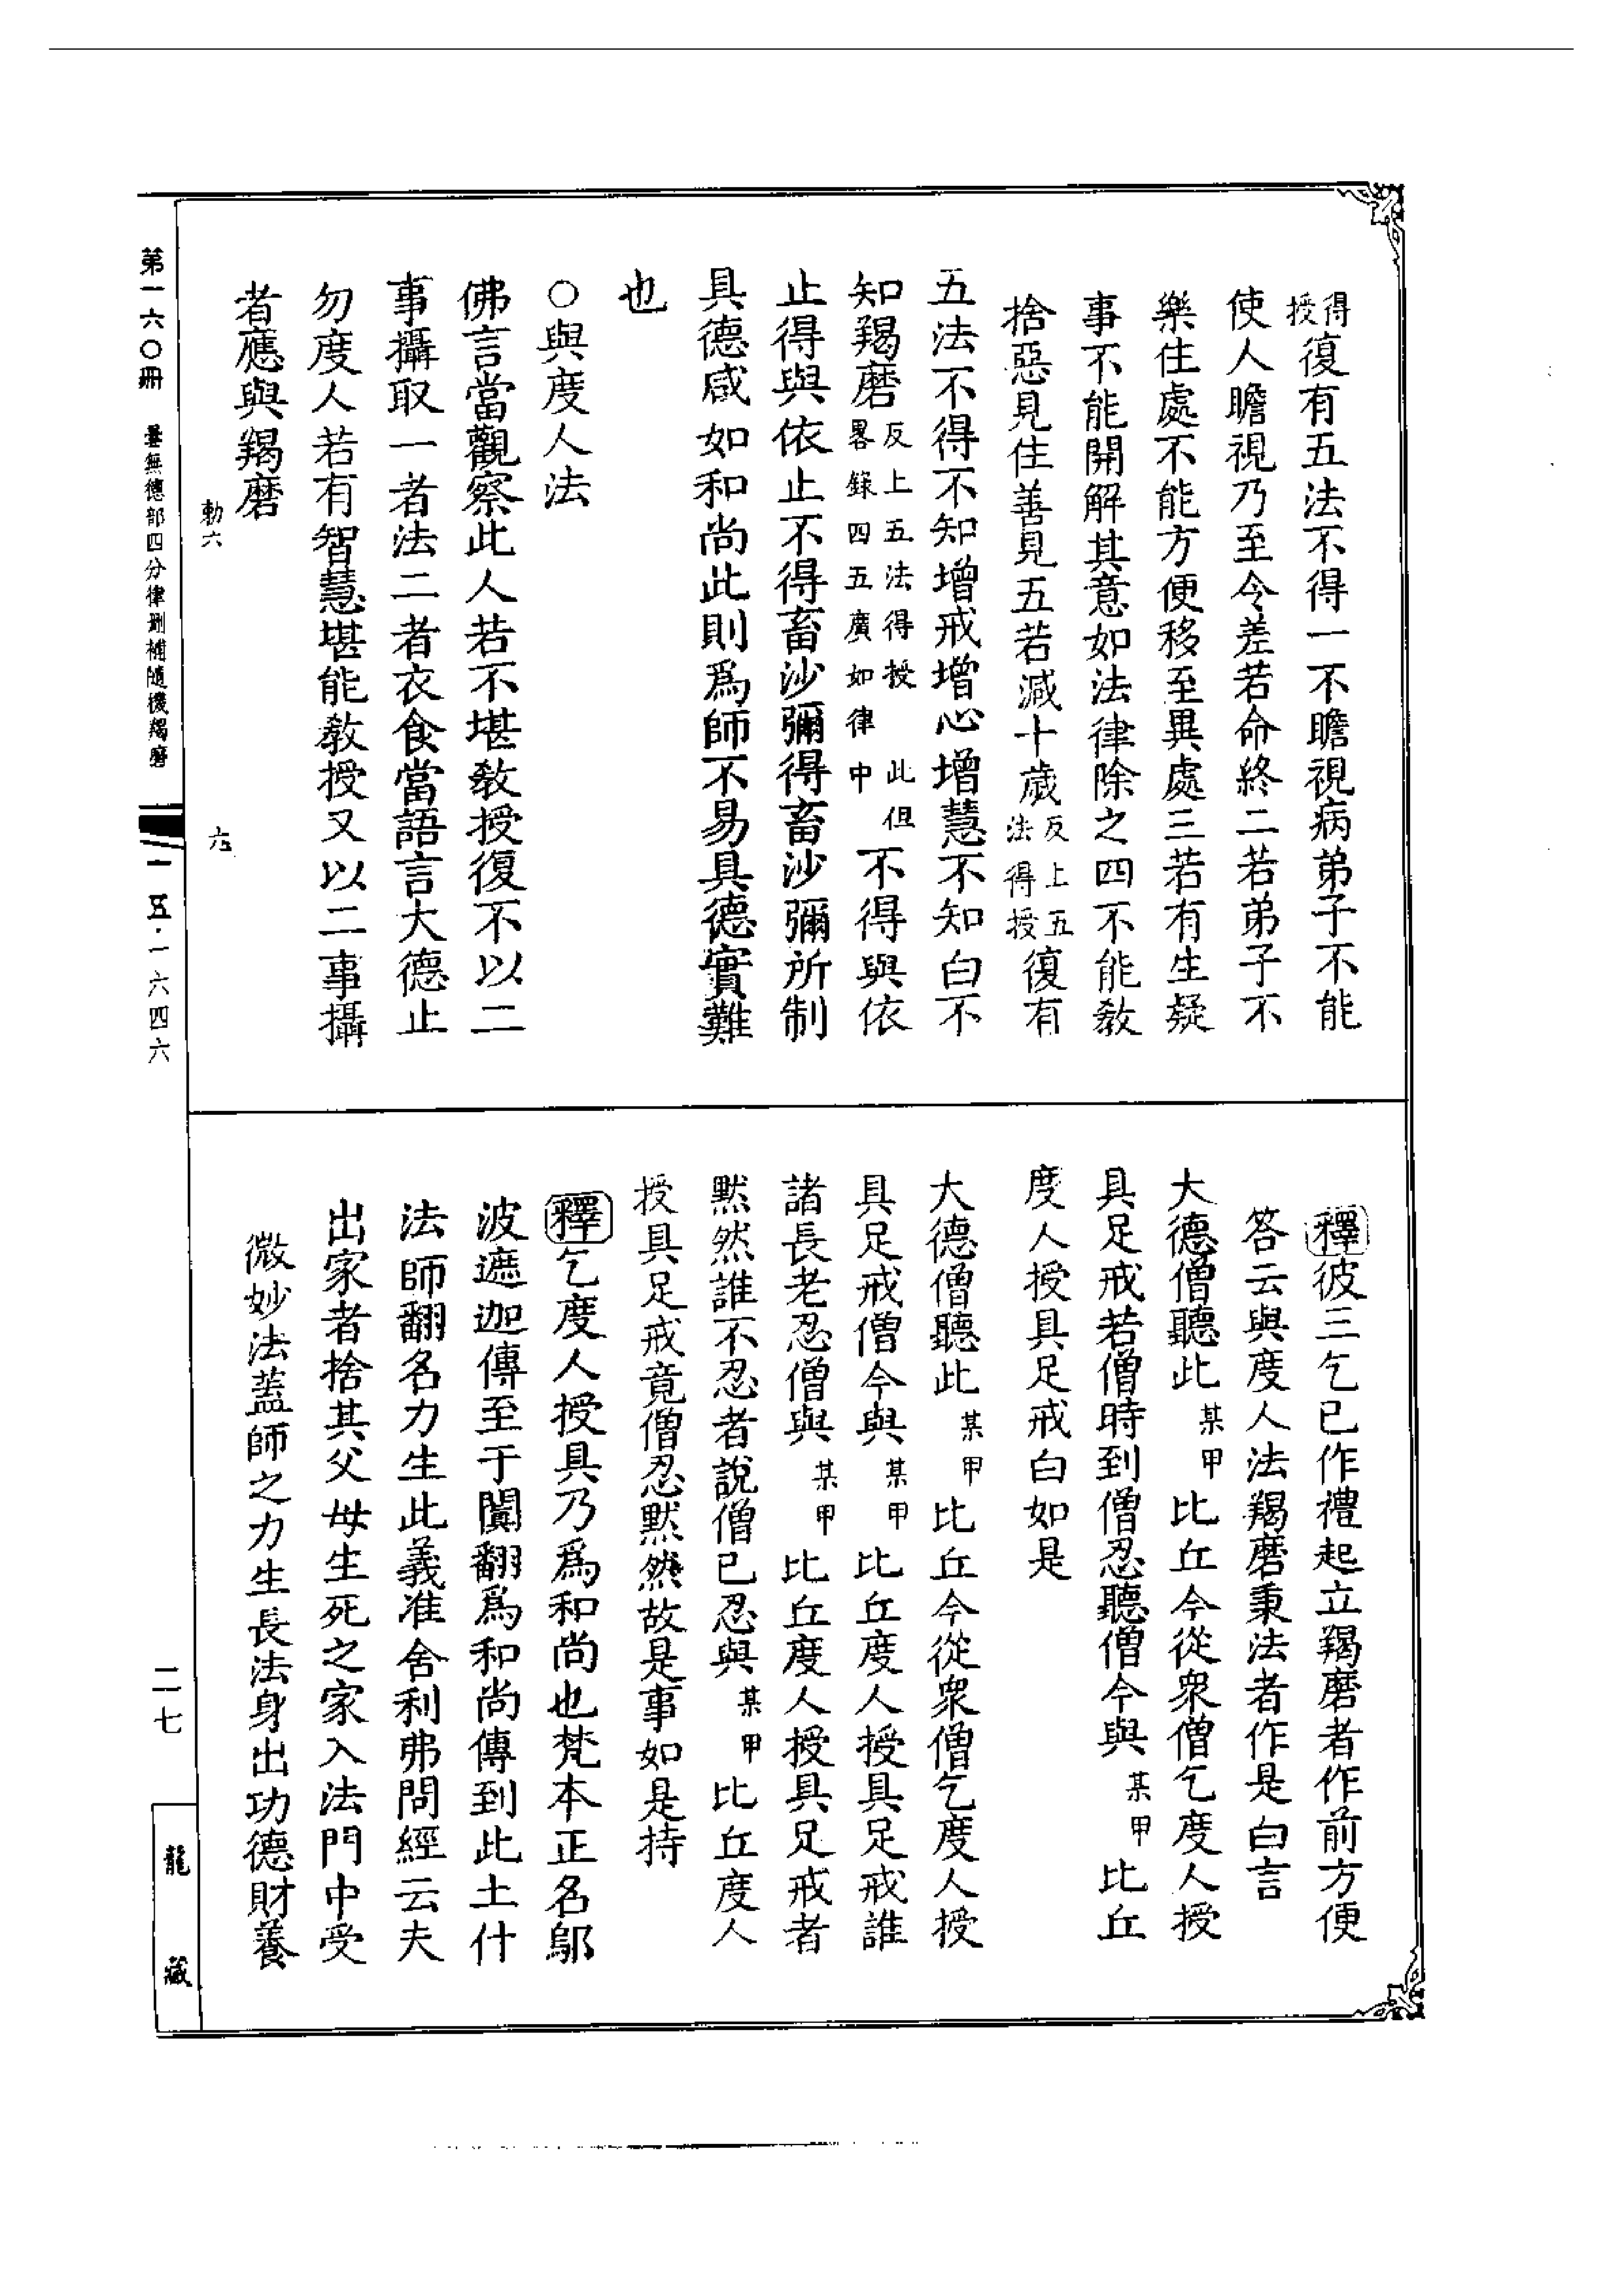 得授復有五法不得一不瞻視病弟子不能
使人瞻視乃至令差若命終二若弟子不
樂住處不能方便移至異處三若有生疑
事不能開解其意如法律除之四不能教
捨惡見住善見五若減十歲反上五法得授復有
五法不得不知增戒增心增慧不知白不
知羯磨反上五法得授此但畧錄四五廣如律中不得與依
止得與依止不得畜沙彌得畜沙彌所制
具德咸如和尚此則為師不易具德實難
也
○與度人法
佛言當觀察此人若不堪教授復不以二
事攝取一者法二者衣食當語言大德止
勿度人若有智慧堪能教授又以二事攝
者應與羯磨
釋彼三乞已作禮起立羯磨者作前方便
答云與度人法羯磨秉法者作是白言
大德僧聽此某甲比丘今從衆僧乞度人授
具足戒若僧時到僧忍聽僧今與某甲比丘
度人授具足戒白如是
大德僧聽此某甲比丘今從衆僧乞度人授
具足戒僧今與某甲比丘度人授具足戒誰
諸長老忍僧與某甲比丘度人授具足戒者
默然誰不忍者說僧已忍與某甲比丘度人
授具足戒竟僧忍默然故是事如是持
釋乞度人授具乃為和尚也梵本正名鄔
波遮迦傳至于闐翻為和尚傳到此土什
法師翻名力生此義准舍利弗問經云夫
出家者捨其父母生死之家入法門中受
微妙法蓋師之力生長法身出功德財養
勅六
六
第一六〇冊 曇無德部四分律刪補隨機羯磨
一五·一六四六
二七
龍藏